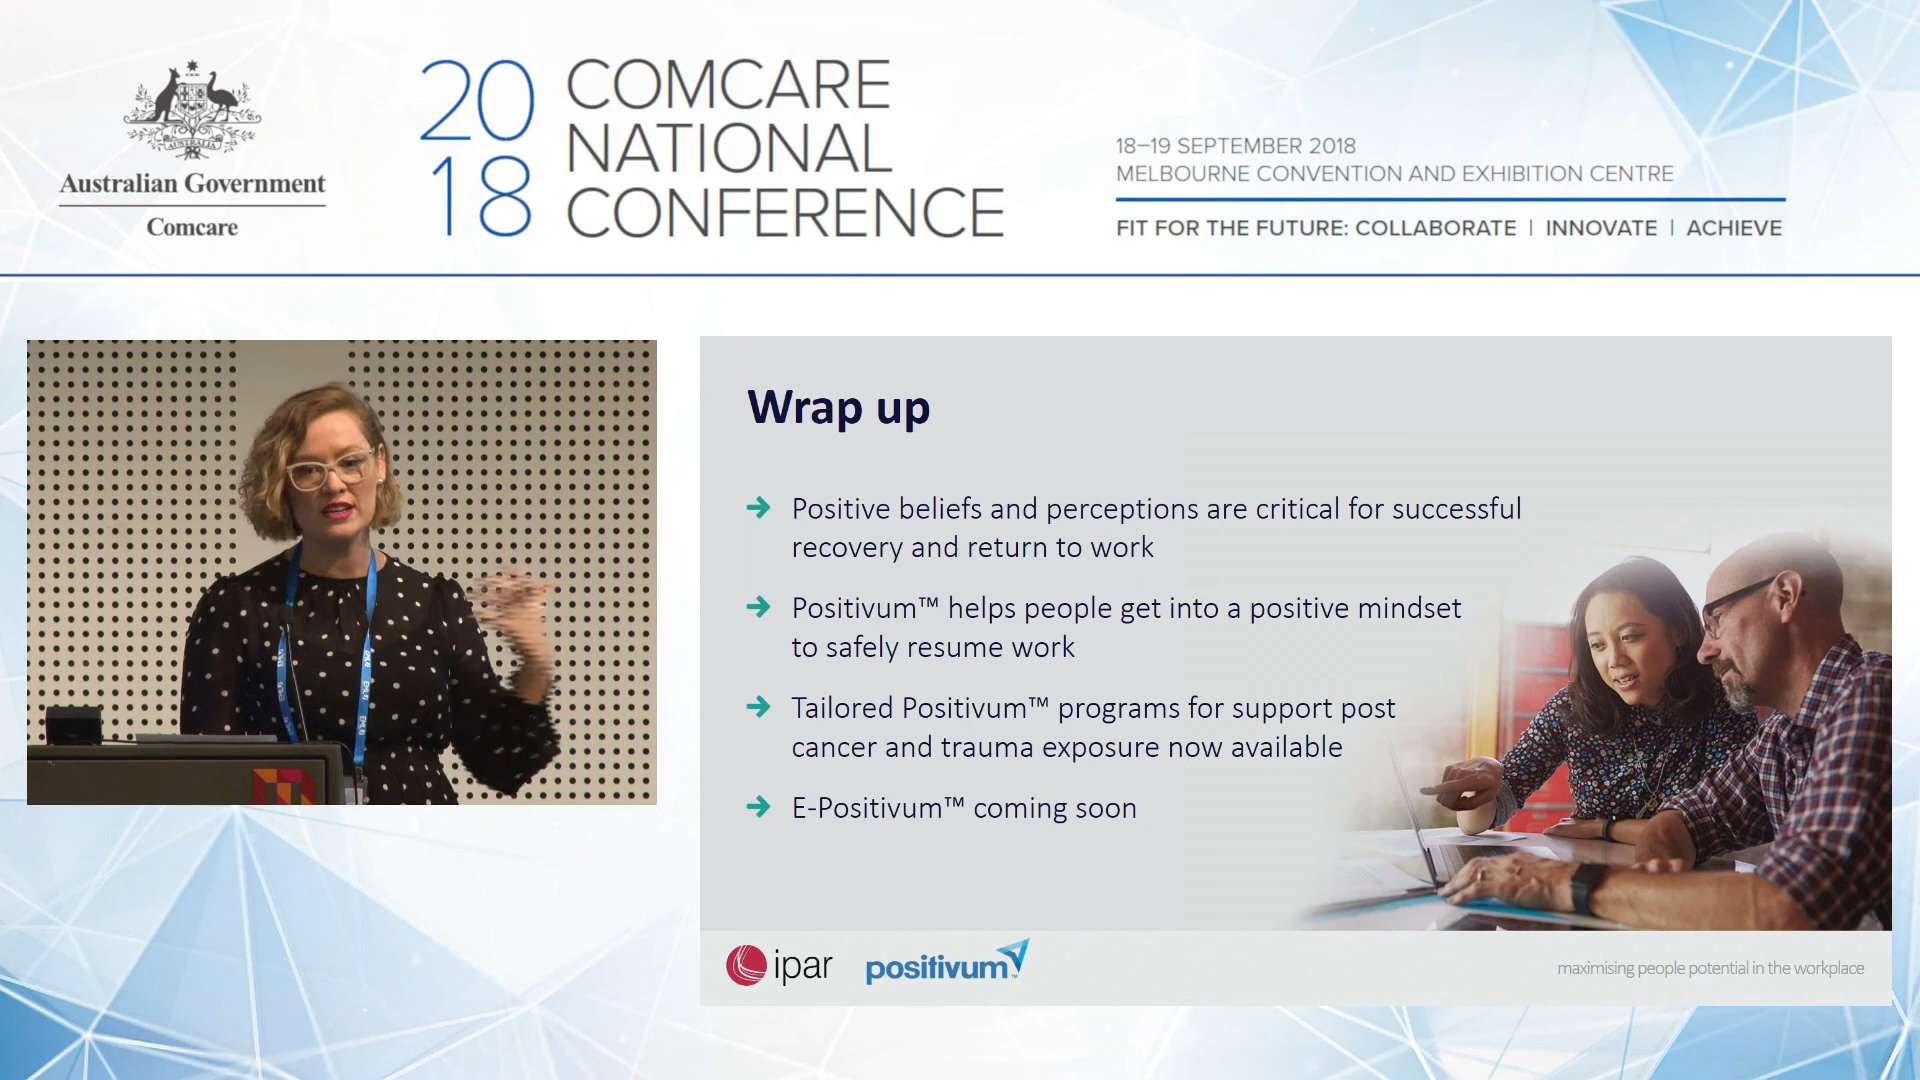 AUSTRALIA
Australian Government
Comcare
20
18
COMCARE
NATIONAL
CONFERENCE
18–19 SEPTEMBER 2018
MELBOURNE CONVENTION AND EXHIBITION CENTRE
FIT FOR THE FUTURE: COLLABORATE | INNOVATE | ACHIEVE
Wrap up
→ Positive beliefs and perceptions are critical for successful
recovery and return to work
→ Positivum™ helps people get into a positive mindset
to safely resume work
→ Tailored Positivum™ programs for support post
cancer and trauma exposure now available
→ E-Positivum™ coming soon
ipar
positivum™
maximising people potential in the workplace